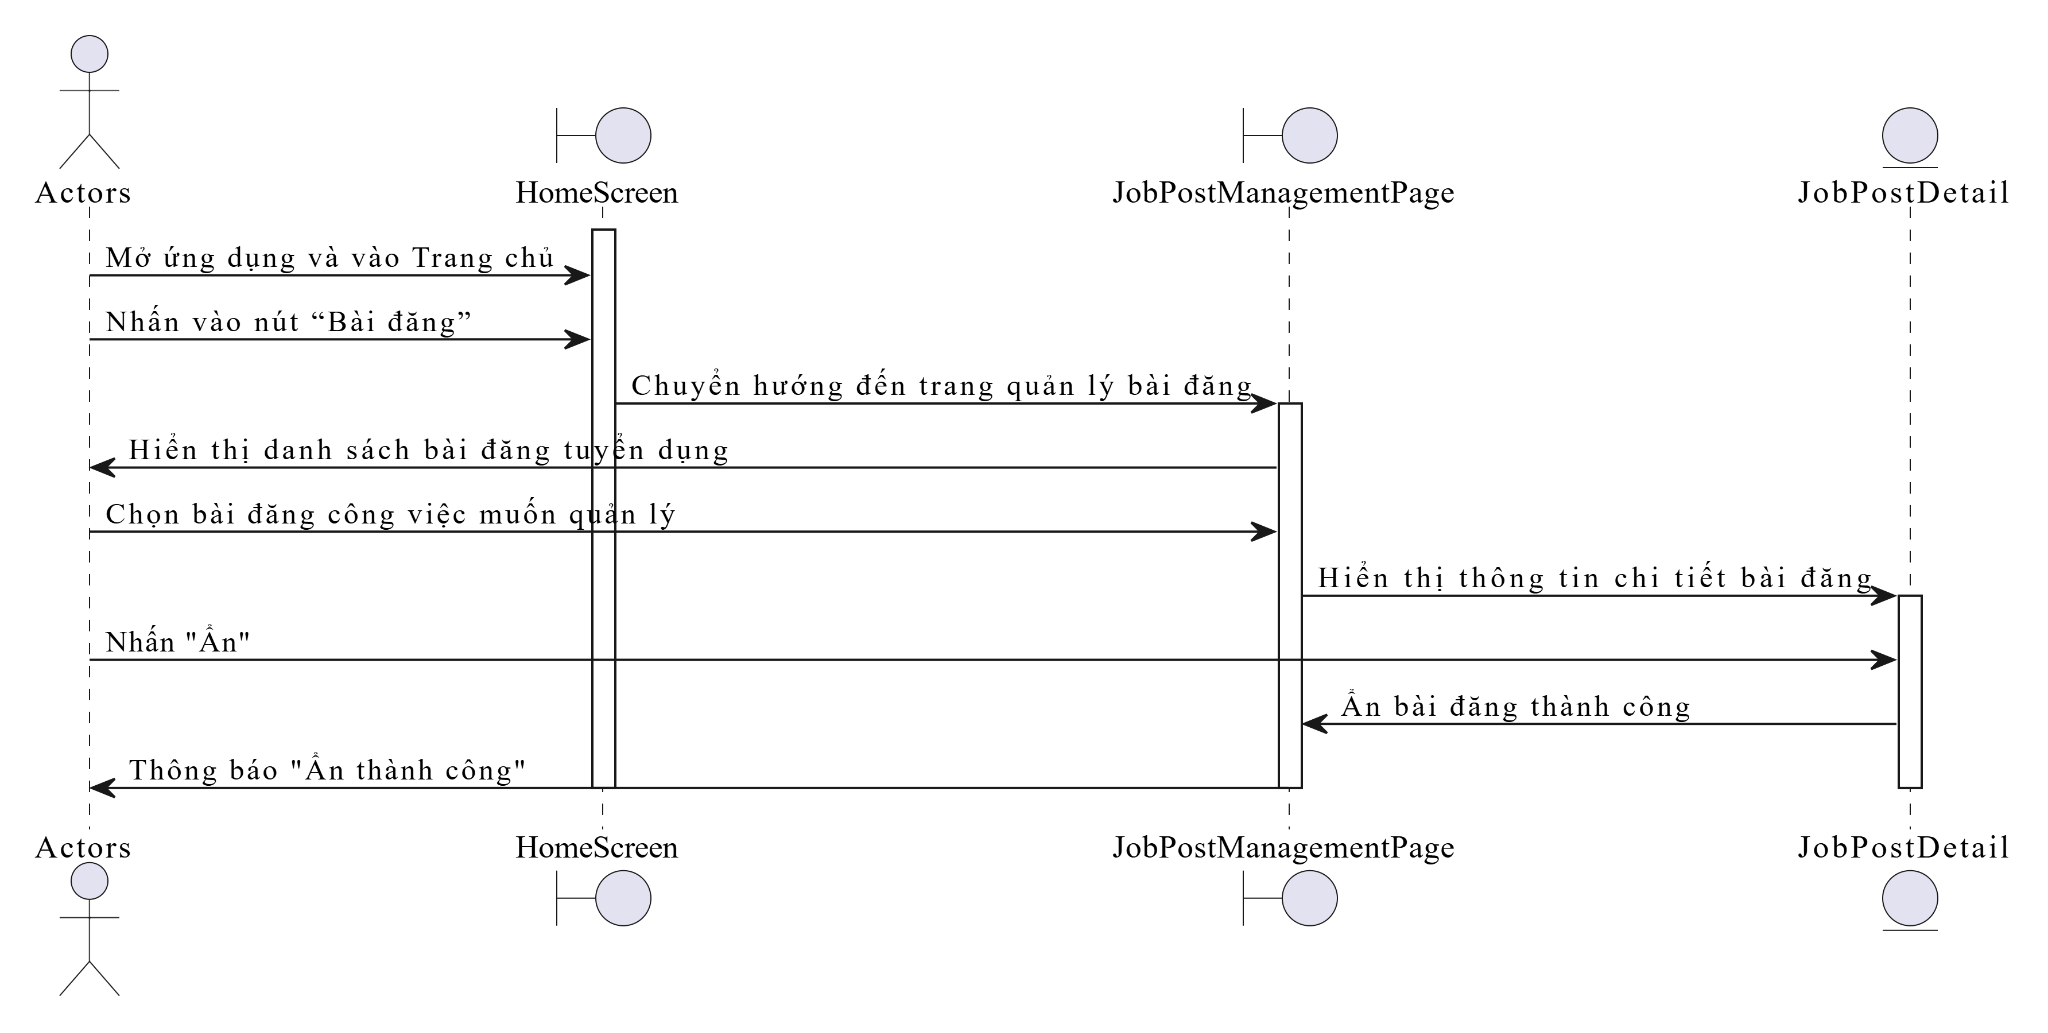 Actors
HomeScreen
JobPostManagementPage
JobPostDetail
Mở ứng dụng và vào Trang chủ
Nhấn vào nút “Bài đăng”
Chuyển hướng đến trang quản lý bài đăng
Hiển thị danh sách bài đăng tuyển dụng
Chọn bài đăng công việc muốn quản lý
Hiển thị thông tin chi tiết bài đăng
Nhấn "Ẩn"
Ẩn bài đăng thành công
Thông báo "Ẩn thành công"
Actors
HomeScreen
JobPostManagementPage
JobPostDetail